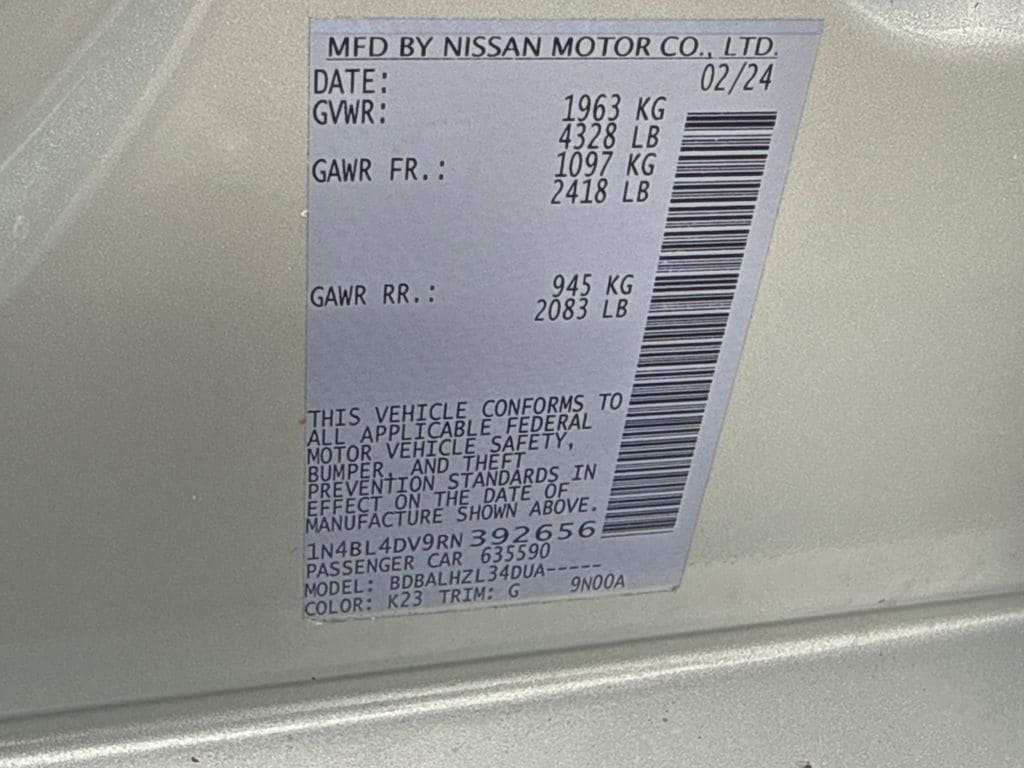 MFD BY NISSAN MOTOR CO., LTD.
DATE: 02/24
GVWR: 1963 KG
4328 LB
GAWR FR.: 1097 KG
2418 LB
GAWR RR.: 945 KG
2083 LB
THIS VEHICLE CONFORMS TO
ALL APPLICABLE FEDERAL
MOTOR VEHICLE SAFETY,
BUMPER, AND THEFT
PREVENTION STANDARDS IN
EFFECT ON THE DATE OF
MANUFACTURE SHOWN ABOVE.
1N4BL4DV9RN392656
PASSENGER CAR 635590
MODEL: BDBALHZL34DUA-----
COLOR: K23 TRIM: G 9N00A